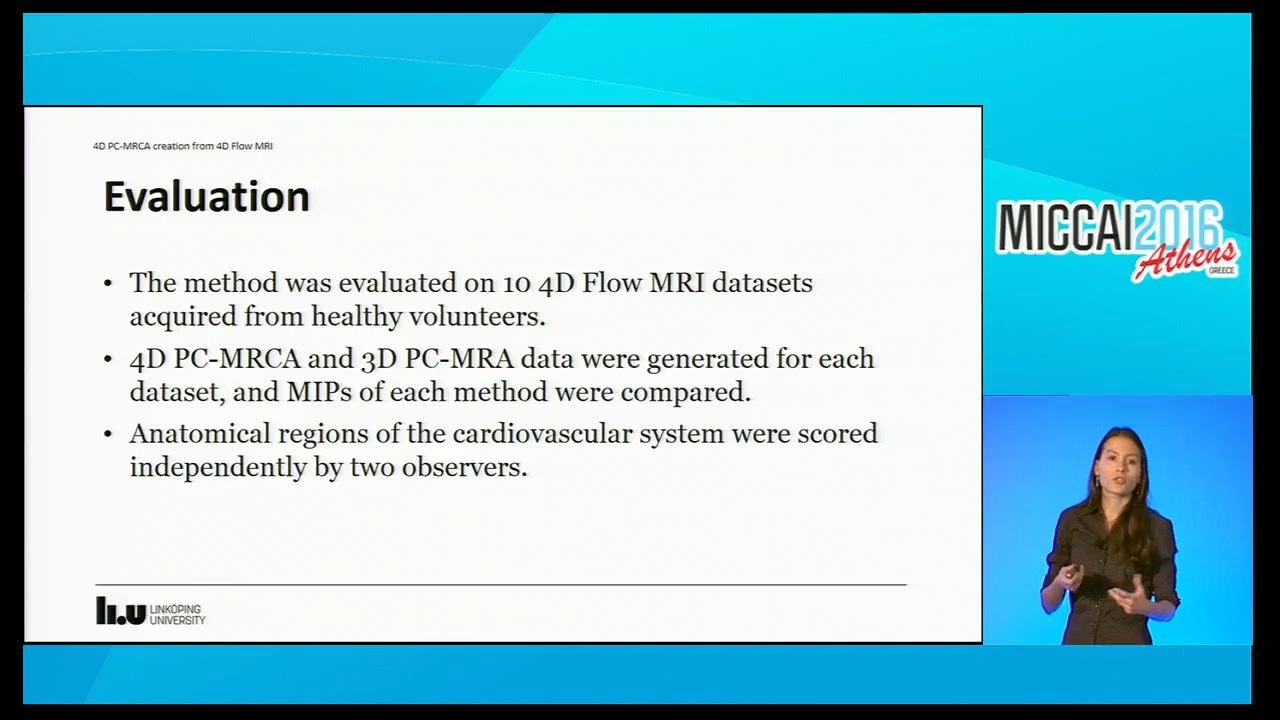 4D PC-MRCA creation from 4D Flow MRI
Evaluation
• The method was evaluated on 10 4D Flow MRI datasets
acquired from healthy volunteers.
• 4D PC-MRCA and 3D PC-MRA data were generated for each
dataset, and MIPs of each method were compared.
• Anatomical regions of the cardiovascular system were scored
independently by two observers.
li.u LINKÖPING
UNIVERSITY
MICCAI2016
Athens
GREECE